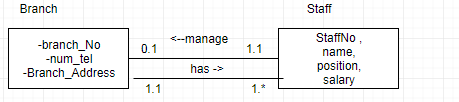 Branch
Staff
-branch_No
-num_tel
-Branch_Address
0.1
<--manage
1.1
has ->
1.1
1.*
StaffNo ,
name,
position,
salary